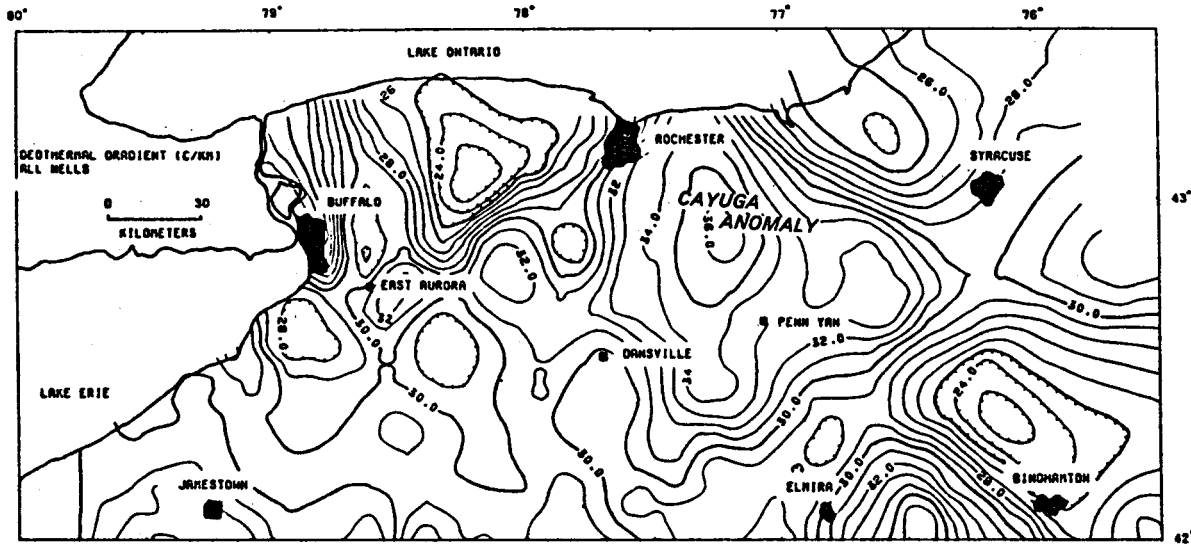 80° 79° 78° 77° 76°
LAKE ONTARIO
26
26.0
28.0
28.0
24.0
ROCHESTER
GEOTHERMAL GRADIENT (C/KM)
ALL WELLS
SYRACUSE
32
0 30
KILOMETERS
BUFFALO
43°
CAYUGA
ANOMALY
34.0
36.0
32.0
EAST AURORA
32
30.0
30.0
28.0
PENN YAN
32.0
DANSVILLE
34
LAKE ERIE
24.0
30.0
30.0
30.0
JAMESTOWN
ELMIRA
30.0
32.0
28.0
BINGHAMTON
42°